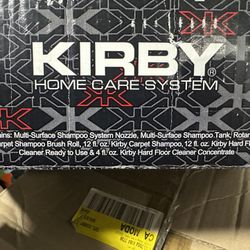 KIRBY®
HOME CARE SYSTEM
ains: Multi-Surface Shampoo System Nozzle, Multi-Surface Shampoo Tank, Rotar
arpet Shampoo Brush Roll, 12 fl. oz. Kirby Carpet Shampoo, 12 fl. oz. Kirby Hard Fl
Cleaner Ready to Use & 4 fl. oz. Kirby Hard Floor Cleaner Concentrate